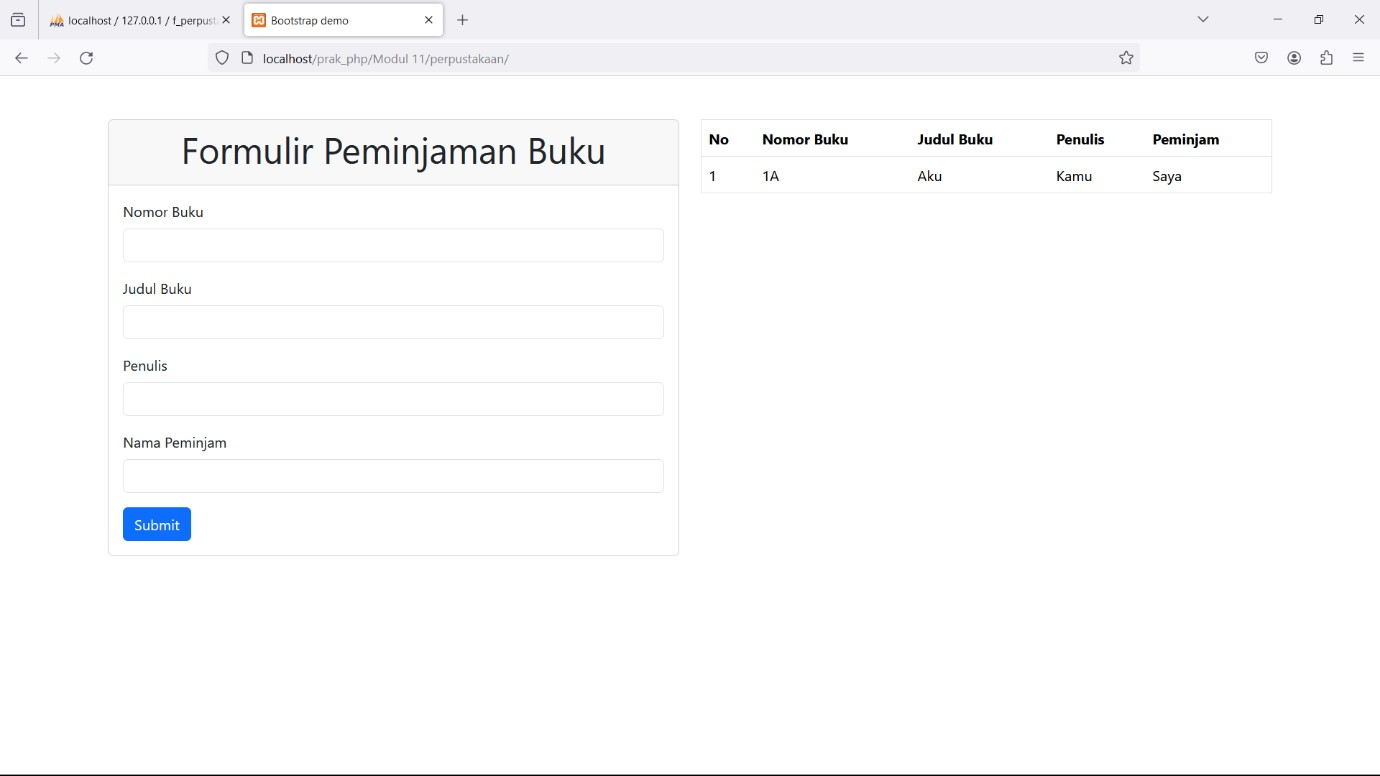 localhost / 127.0.0.1 / f_perpust
Bootstrap demo
localhost/prak_php/Modul 11/perpustakaan/
Formulir Peminjaman Buku
Nomor Buku
Judul Buku
Penulis
Nama Peminjam
Submit
No Nomor Buku Judul Buku Penulis Peminjam
1 1A Aku Kamu Saya